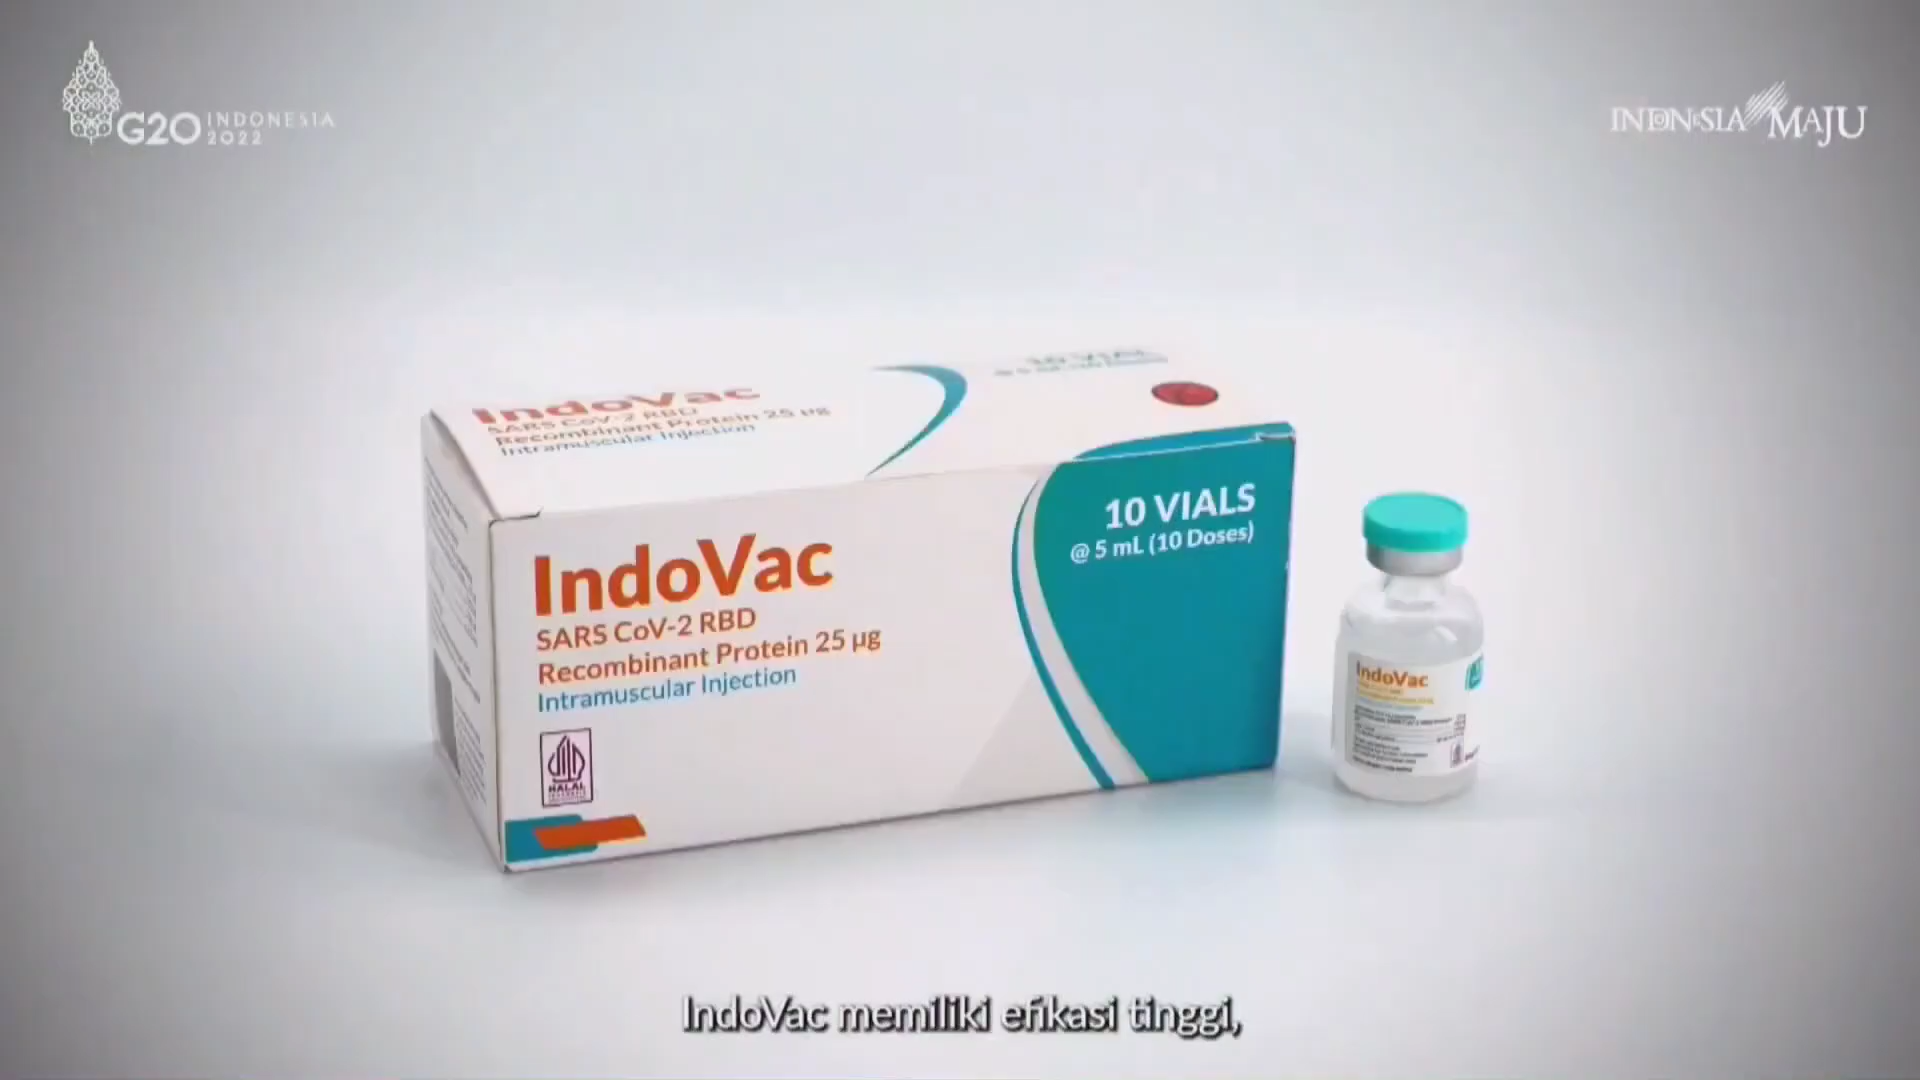 G20 INDONESIA
2022
INDONESIA MAJU
IndoVac
SARS CoV-2 RBD
Recombinant Protein 25 µg
Intramuscular Injection
10 VIALS
IndoVac
SARS CoV-2 RBD
Recombinant Protein 25 µg
Intramuscular Injection
10 VIALS
@ 5 mL (10 Doses)
HALAL
IndoVac
IndoVac memiliki efikasi tinggi,